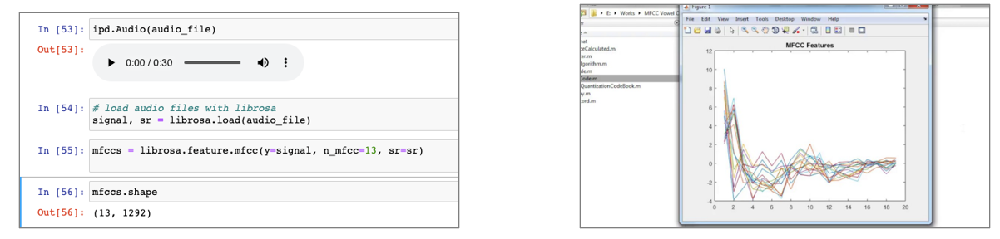 In [53]: ipd.Audio(audio_file)
Out[53]:
0:00 / 0:30
In [54]: # load audio files with librosa
signal, sr = librosa.load(audio_file)
In [55]: mfccs = librosa.feature.mfcc(y=signal, n_mfcc=13, sr=sr)
In [56]: mfccs.shape
Out[56]: (13, 1292)
E: Works MFCC Vowel C
eCalculated.m
er.m
lgorithm.m
de.m
Code.m
QuantizationCodeBook.m
y.m
cord.m
Figure 1
File Edit View Insert Tools Desktop Window Help
MFCC Features
12
10
8
6
4
2
0
-2
-4
0 2 4 6 8 10 12 14 16 18 20